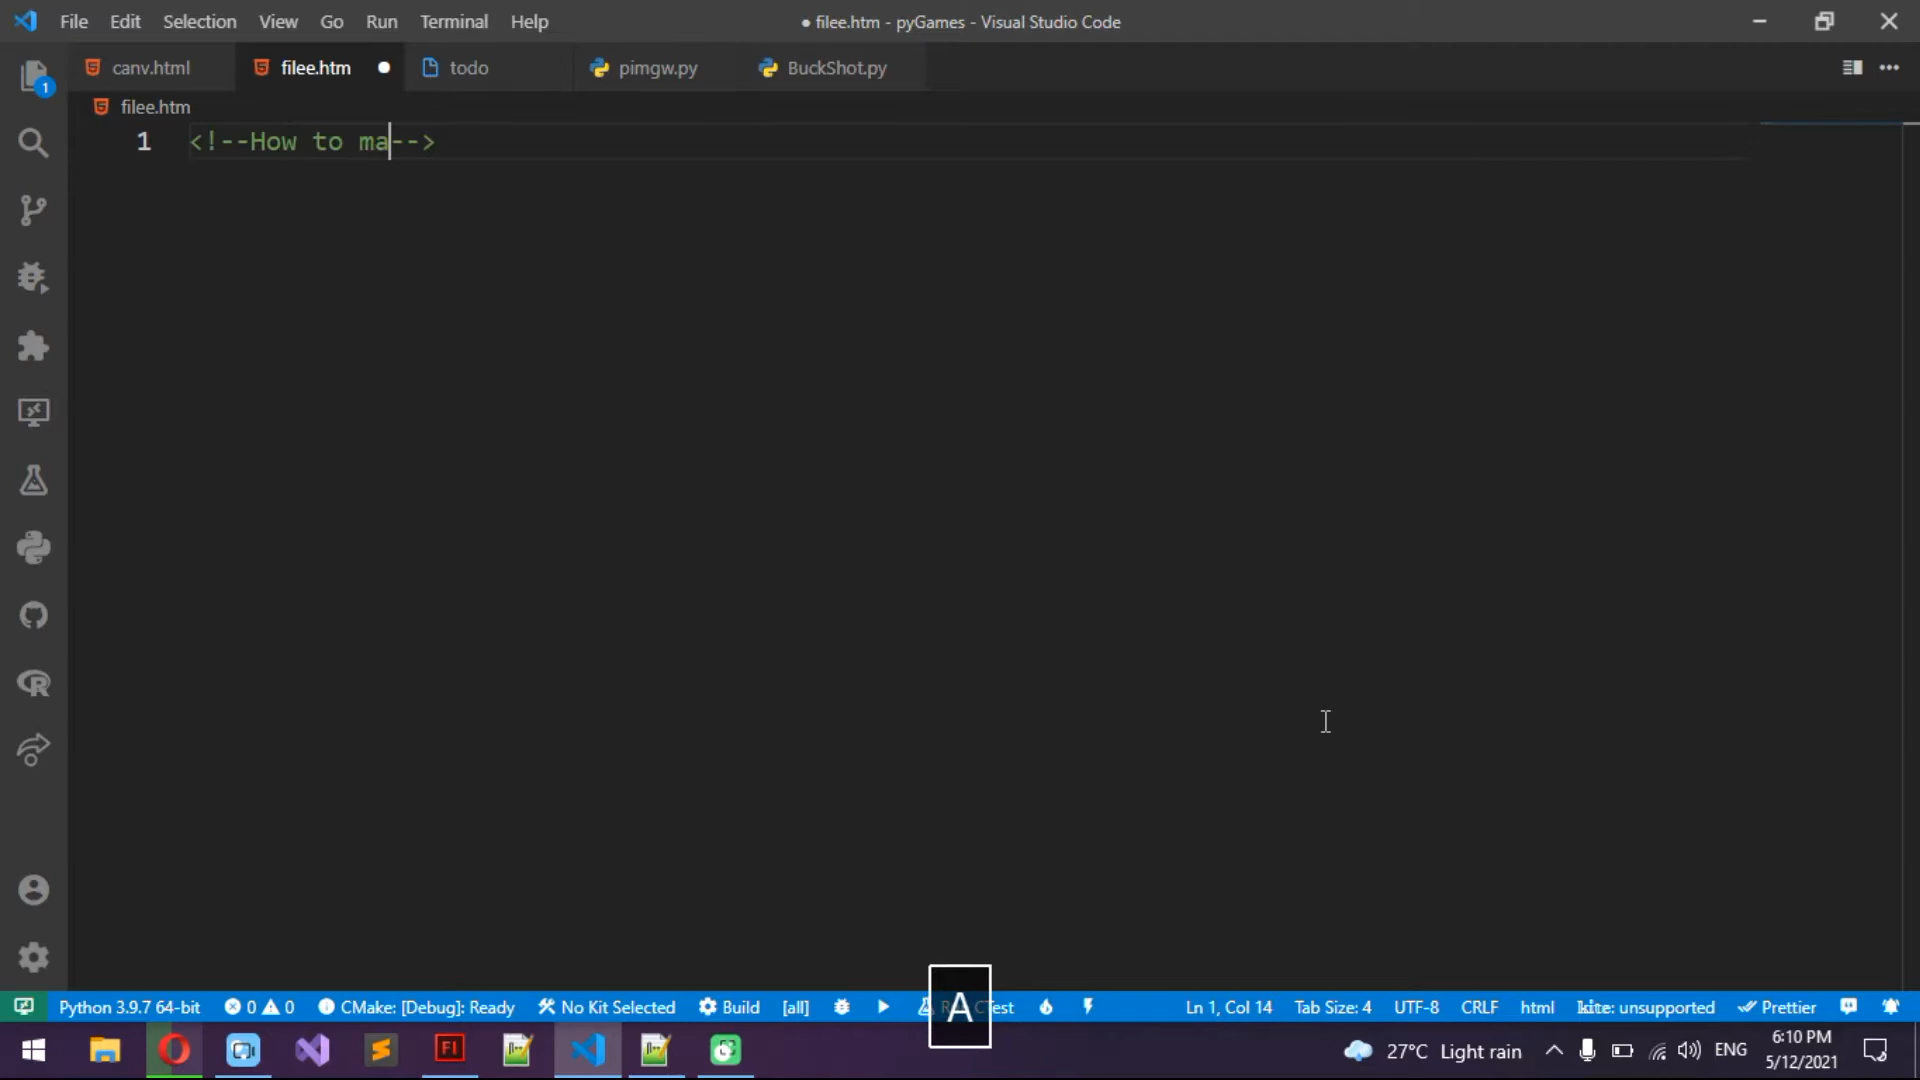 File Edit Selection View Go Run Terminal Help
● filee.htm - pyGames - Visual Studio Code
canv.html filee.htm ● todo pimgw.py BuckShot.py
filee.htm
1 <!--How to ma-->
1
A
Python 3.9.7 64-bit 0 0 CMake: [Debug]: Ready No Kit Selected Build [all] Ln 1, Col 14 Tab Size: 4 UTF-8 CRLF html kite: unsupported Prettier
27°C Light rain ENG 6:10 PM
5/12/2021